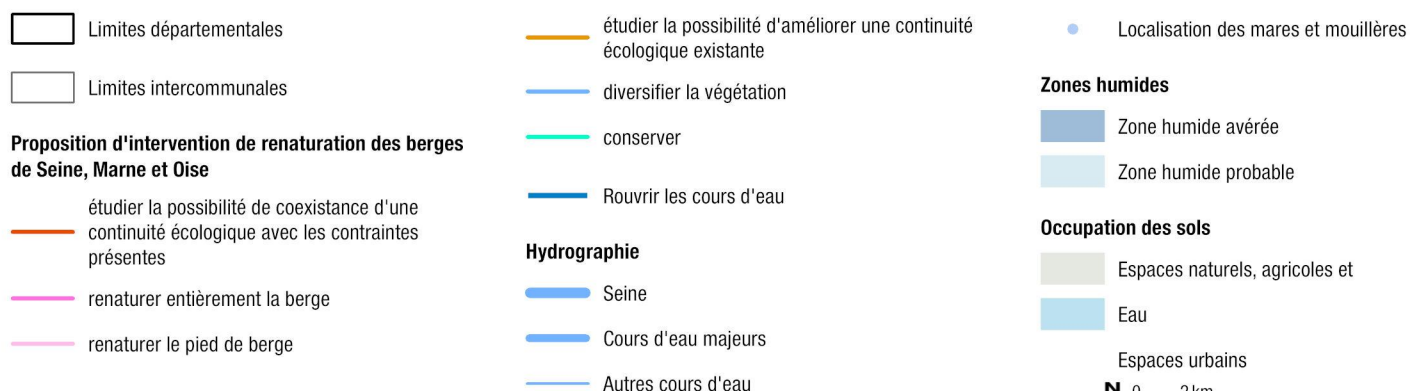 Limites départementales
Limites intercommunales
Proposition d'intervention de renaturation des berges
de Seine, Marne et Oise
étudier la possibilité de coexistance d'une
continuité écologique avec les contraintes
présentes
renaturer entièrement la berge
renaturer le pied de berge
étudier la possibilité d'améliorer une continuité
écologique existante
diversifier la végétation
conserver
Rouvrir les cours d'eau
Hydrographie
Seine
Cours d'eau majeurs
Autres cours d'eau
Localisation des mares et mouillères
Zones humides
Zone humide avérée
Zone humide probable
Occupation des sols
Espaces naturels, agricoles et
Eau
Espaces urbains
N 0 2 km